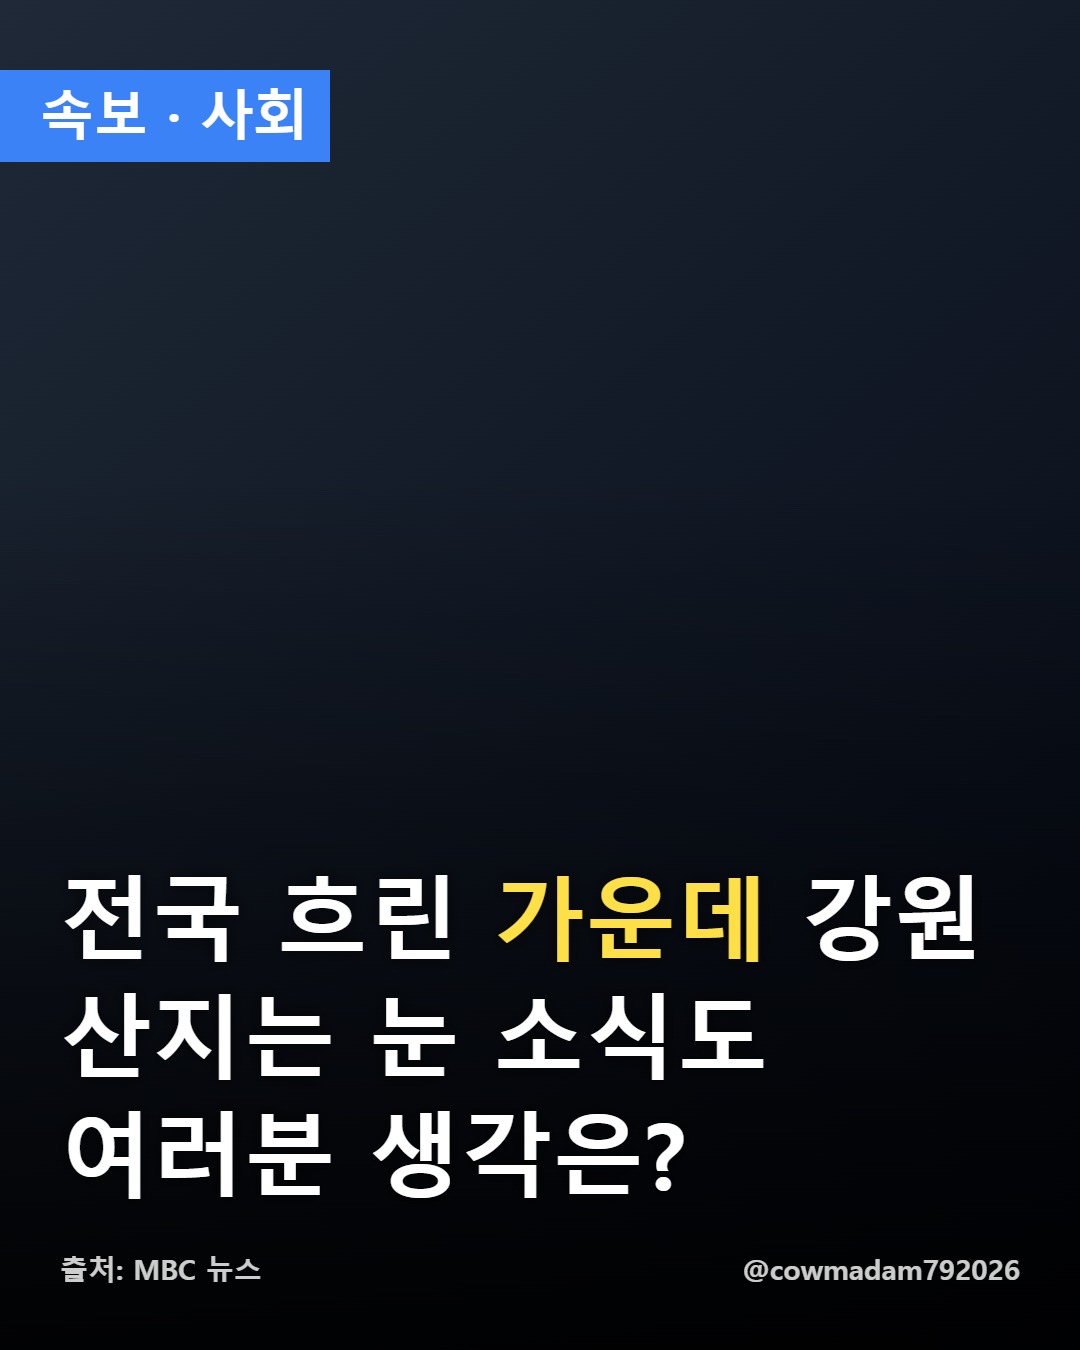 속보 · 사회
전국 흐린 가운데 강원
산지는 눈 소식도
여러분 생각은?
출처: MBC 뉴스
@cowmadam792026